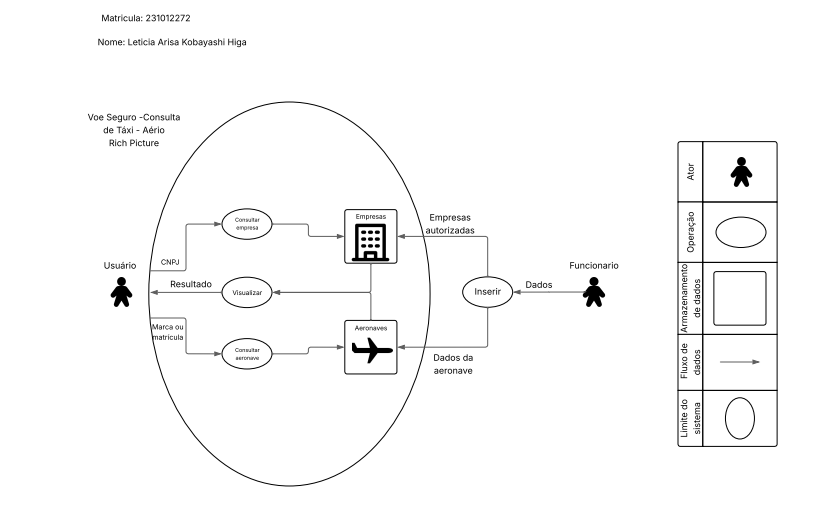 Matricula: 231012272
Nome: Leticia Arisa Kobayashi Higa
Voe Seguro -Consulta
de Táxi - Aério
Rich Picture
Usuário
CNPJ
Resultado
Marca ou
matrícula
Consultar
empresa
Visualizar
Consultar
aeronave
Empresas
Aeronaves
Empresas
autorizadas
Inserir
Dados
Funcionario
Dados da
aeronave
Ator
Operação
Armazenamento
de dados
Fluxo de
dados
Limite do
sistema